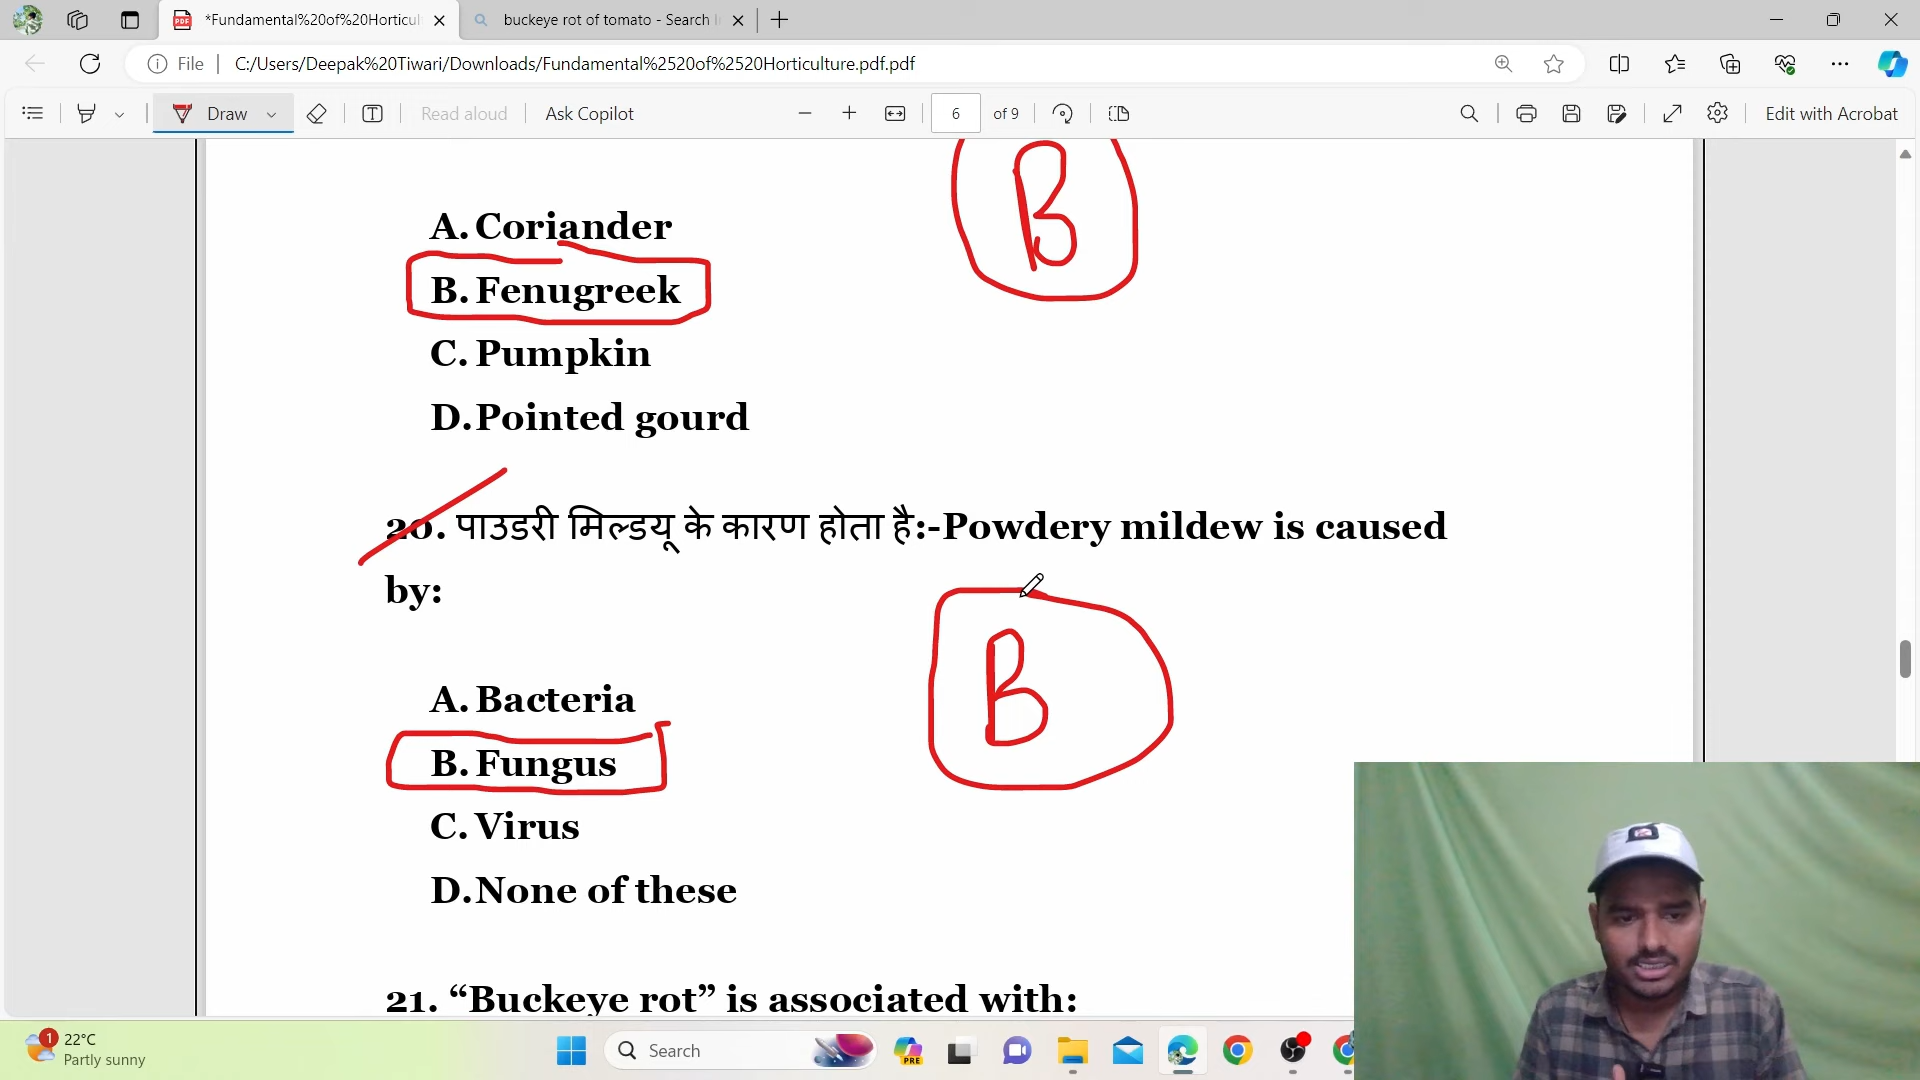 *Fundamental%20of%20Horticul
buckeye rot of tomato - Search
File
C:/Users/Deepak%20Tiwari/Downloads/Fundamental%2520of%2520Horticulture.pdf.pdf
Draw
Read aloud
Ask Copilot
6
of 9
Edit with Acrobat
B
A. Coriander
B. Fenugreek
C. Pumpkin
D. Pointed gourd
20. पाउडरी मिल्डयू के कारण होता है:-Powdery mildew is caused
by:
B
A. Bacteria
B. Fungus
C. Virus
D. None of these
21. “Buckeye rot” is associated with:
1
22°C
Partly sunny
Search
PRE